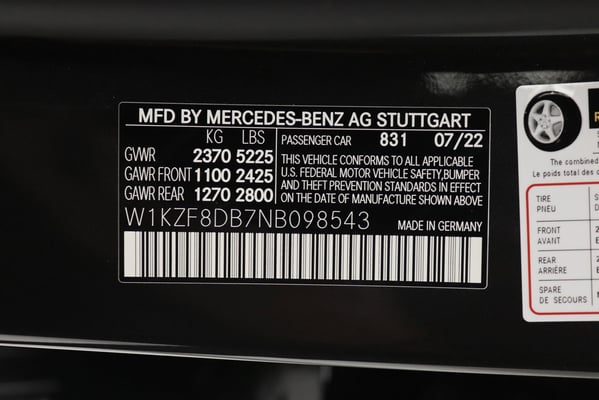 MFD BY MERCEDES-BENZ AG STUTTGART
KG LBS
GVWR 2370 5225
GAWR FRONT 1100 2425
GAWR REAR 1270 2800
PASSENGER CAR 831 07/22
THIS VEHICLE CONFORMS TO ALL APPLICABLE
U.S. FEDERAL MOTOR VEHICLE SAFETY,BUMPER
AND THEFT PREVENTION STANDARDS IN EFFECT
ON THE DATE OF MANUFACTURE SHOWN ABOVE
W1KZF8DB7NB098543
MADE IN GERMANY
The combined
Le poids total des
TIRE
PNEU
FRONT
AVANT
REAR
ARRIÈRE
SPARE
DE SECOURS